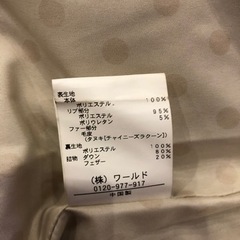 表生地
本体
ポリエステル 100%
リブ部分
ポリエステル 95%
ポリウレタン 5%
ファー部分
毛皮
(タヌキ[チャイニーズラクーン])
裏生地
ポリエステル 100%
詰物 ダウン 80%
フェザー 20%
(株) ワールド
0120-977-917
中国製